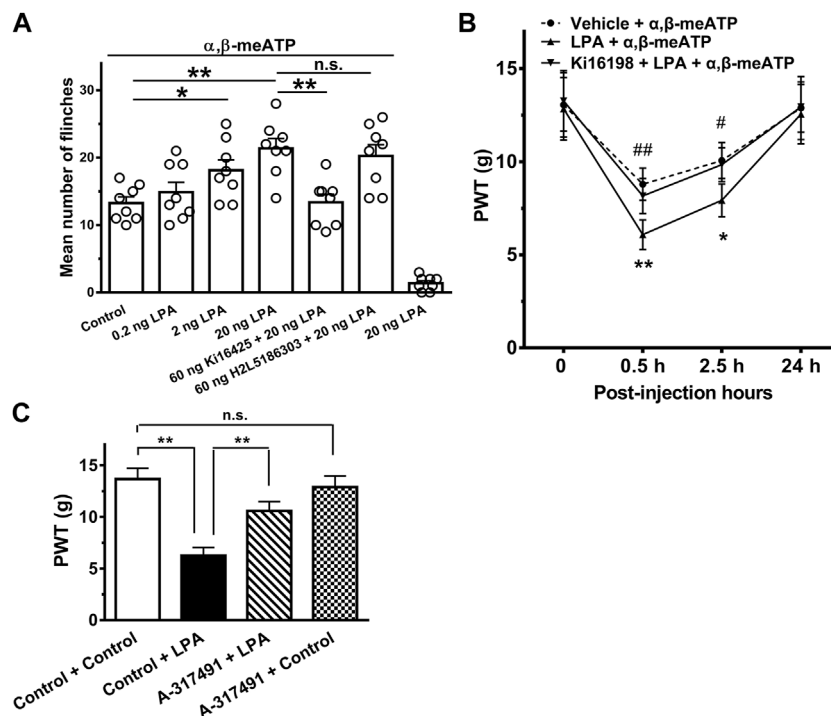 A
α,β-meATP
n.s.
**
**
*
Mean number of flinches
30
20
10
0
Control
0.2 ng LPA
2 ng LPA
20 ng LPA
60 ng Ki16425 + 20 ng LPA
60 ng H2L5186303 + 20 ng LPA
20 ng LPA
B
Vehicle + α,β-meATP
LPA + α,β-meATP
Ki16198 + LPA + α,β-meATP
PWT (g)
15
10
5
0
##
#
**
*
0
0.5 h
2.5 h
24 h
Post-injection hours
C
n.s.
**
**
PWT (g)
15
10
5
0
Control + Control
Control + LPA
A-317491 + LPA
A-317491 + Control